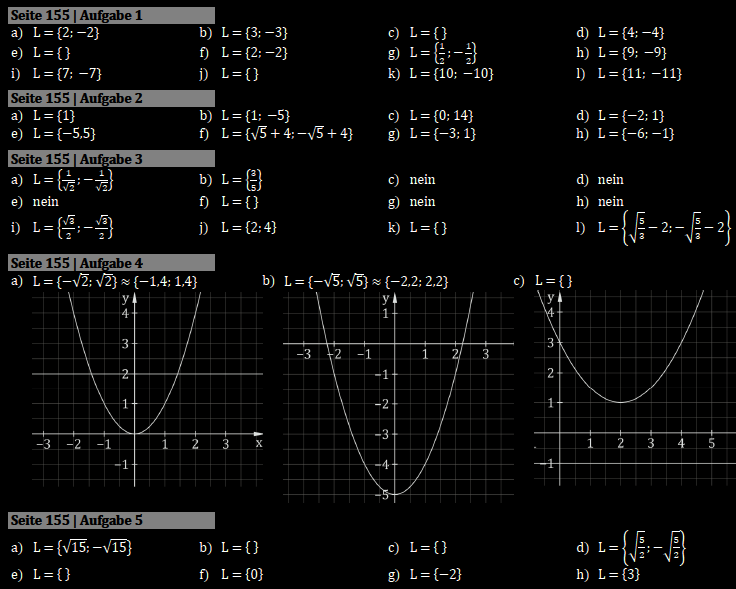 Seite 155 | Aufgabe 1
a) L = {2; −2} b) L = {3; −3} c) L = { } d) L = {4; −4}
e) L = { } f) L = {2; −2} g) L = {1/2; −1/2} h) L = {9; −9}
i) L = {7; −7} j) L = { } k) L = {10; −10} l) L = {11; −11}
Seite 155 | Aufgabe 2
a) L = {1} b) L = {1; −5} c) L = {0; 14} d) L = {−2; 1}
e) L = {−5,5} f) L = {√5 + 4; −√5 + 4} g) L = {−3; 1} h) L = {−6; −1}
Seite 155 | Aufgabe 3
a) L = {1/√2; −1/√2} b) L = {3/5} c) nein d) nein
e) nein f) L = { } g) nein h) nein
i) L = {√3/2; −√3/2} j) L = {2; 4} k) L = { } l) L = {√(5/3) − 2; −√(5/3) − 2}
Seite 155 | Aufgabe 4
a) L = {−√2; √2} ≈ {−1,4; 1,4} b) L = {−√5; √5} ≈ {−2,2; 2,2} c) L = { }
y
4
3
2
1
−3 −2 −1 1 2 3 x
−1
y
1
−3 −2 −1 1 2 3
−1
−2
−3
−4
−5
y
4
3
2
1
1 2 3 4 5
−1
Seite 155 | Aufgabe 5
a) L = {√15; −√15} b) L = { } c) L = { } d) L = {√(5/2); −√(5/2)}
e) L = { } f) L = {0} g) L = {−2} h) L = {3}